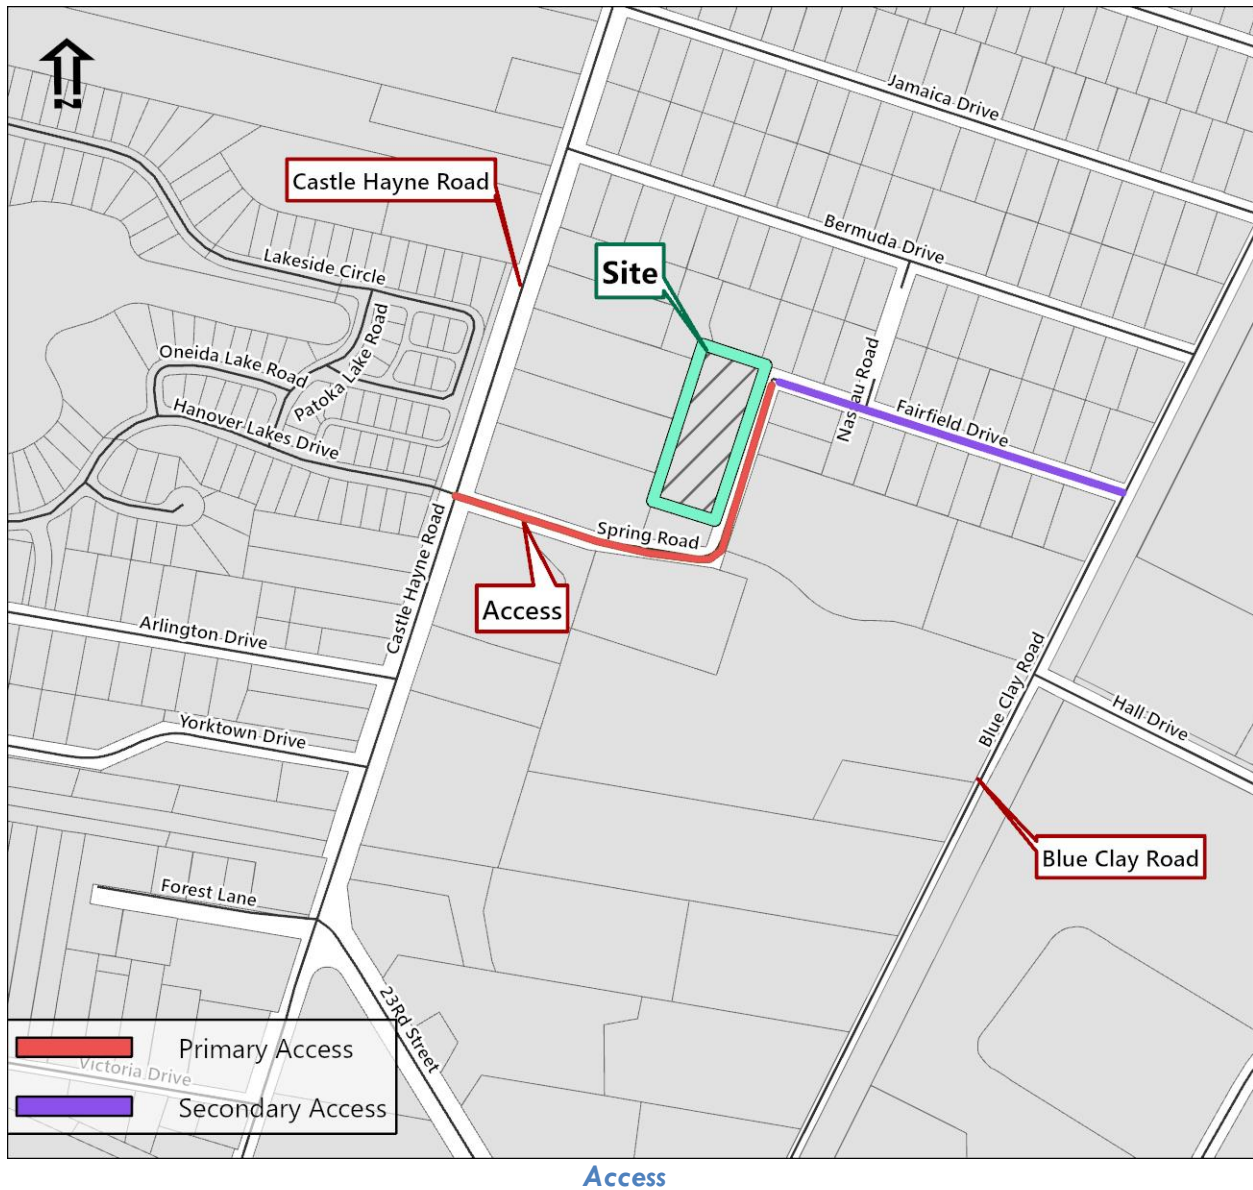 N
Jamaica Drive
Castle Hayne Road
Bermuda Drive
Lakeside Circle
Site
Patoka Lake Road
Oneida Lake Road
Hanover Lakes Drive
Nassau Road
Fairfield Drive
Spring Road
Castle Hayne Road
Access
Arlington Drive
Blue Clay Road
Hall Drive
Yorktown Drive
Blue Clay Road
Forest Lane
23Rd Street
Primary Access
Victoria Drive
Secondary Access
Access